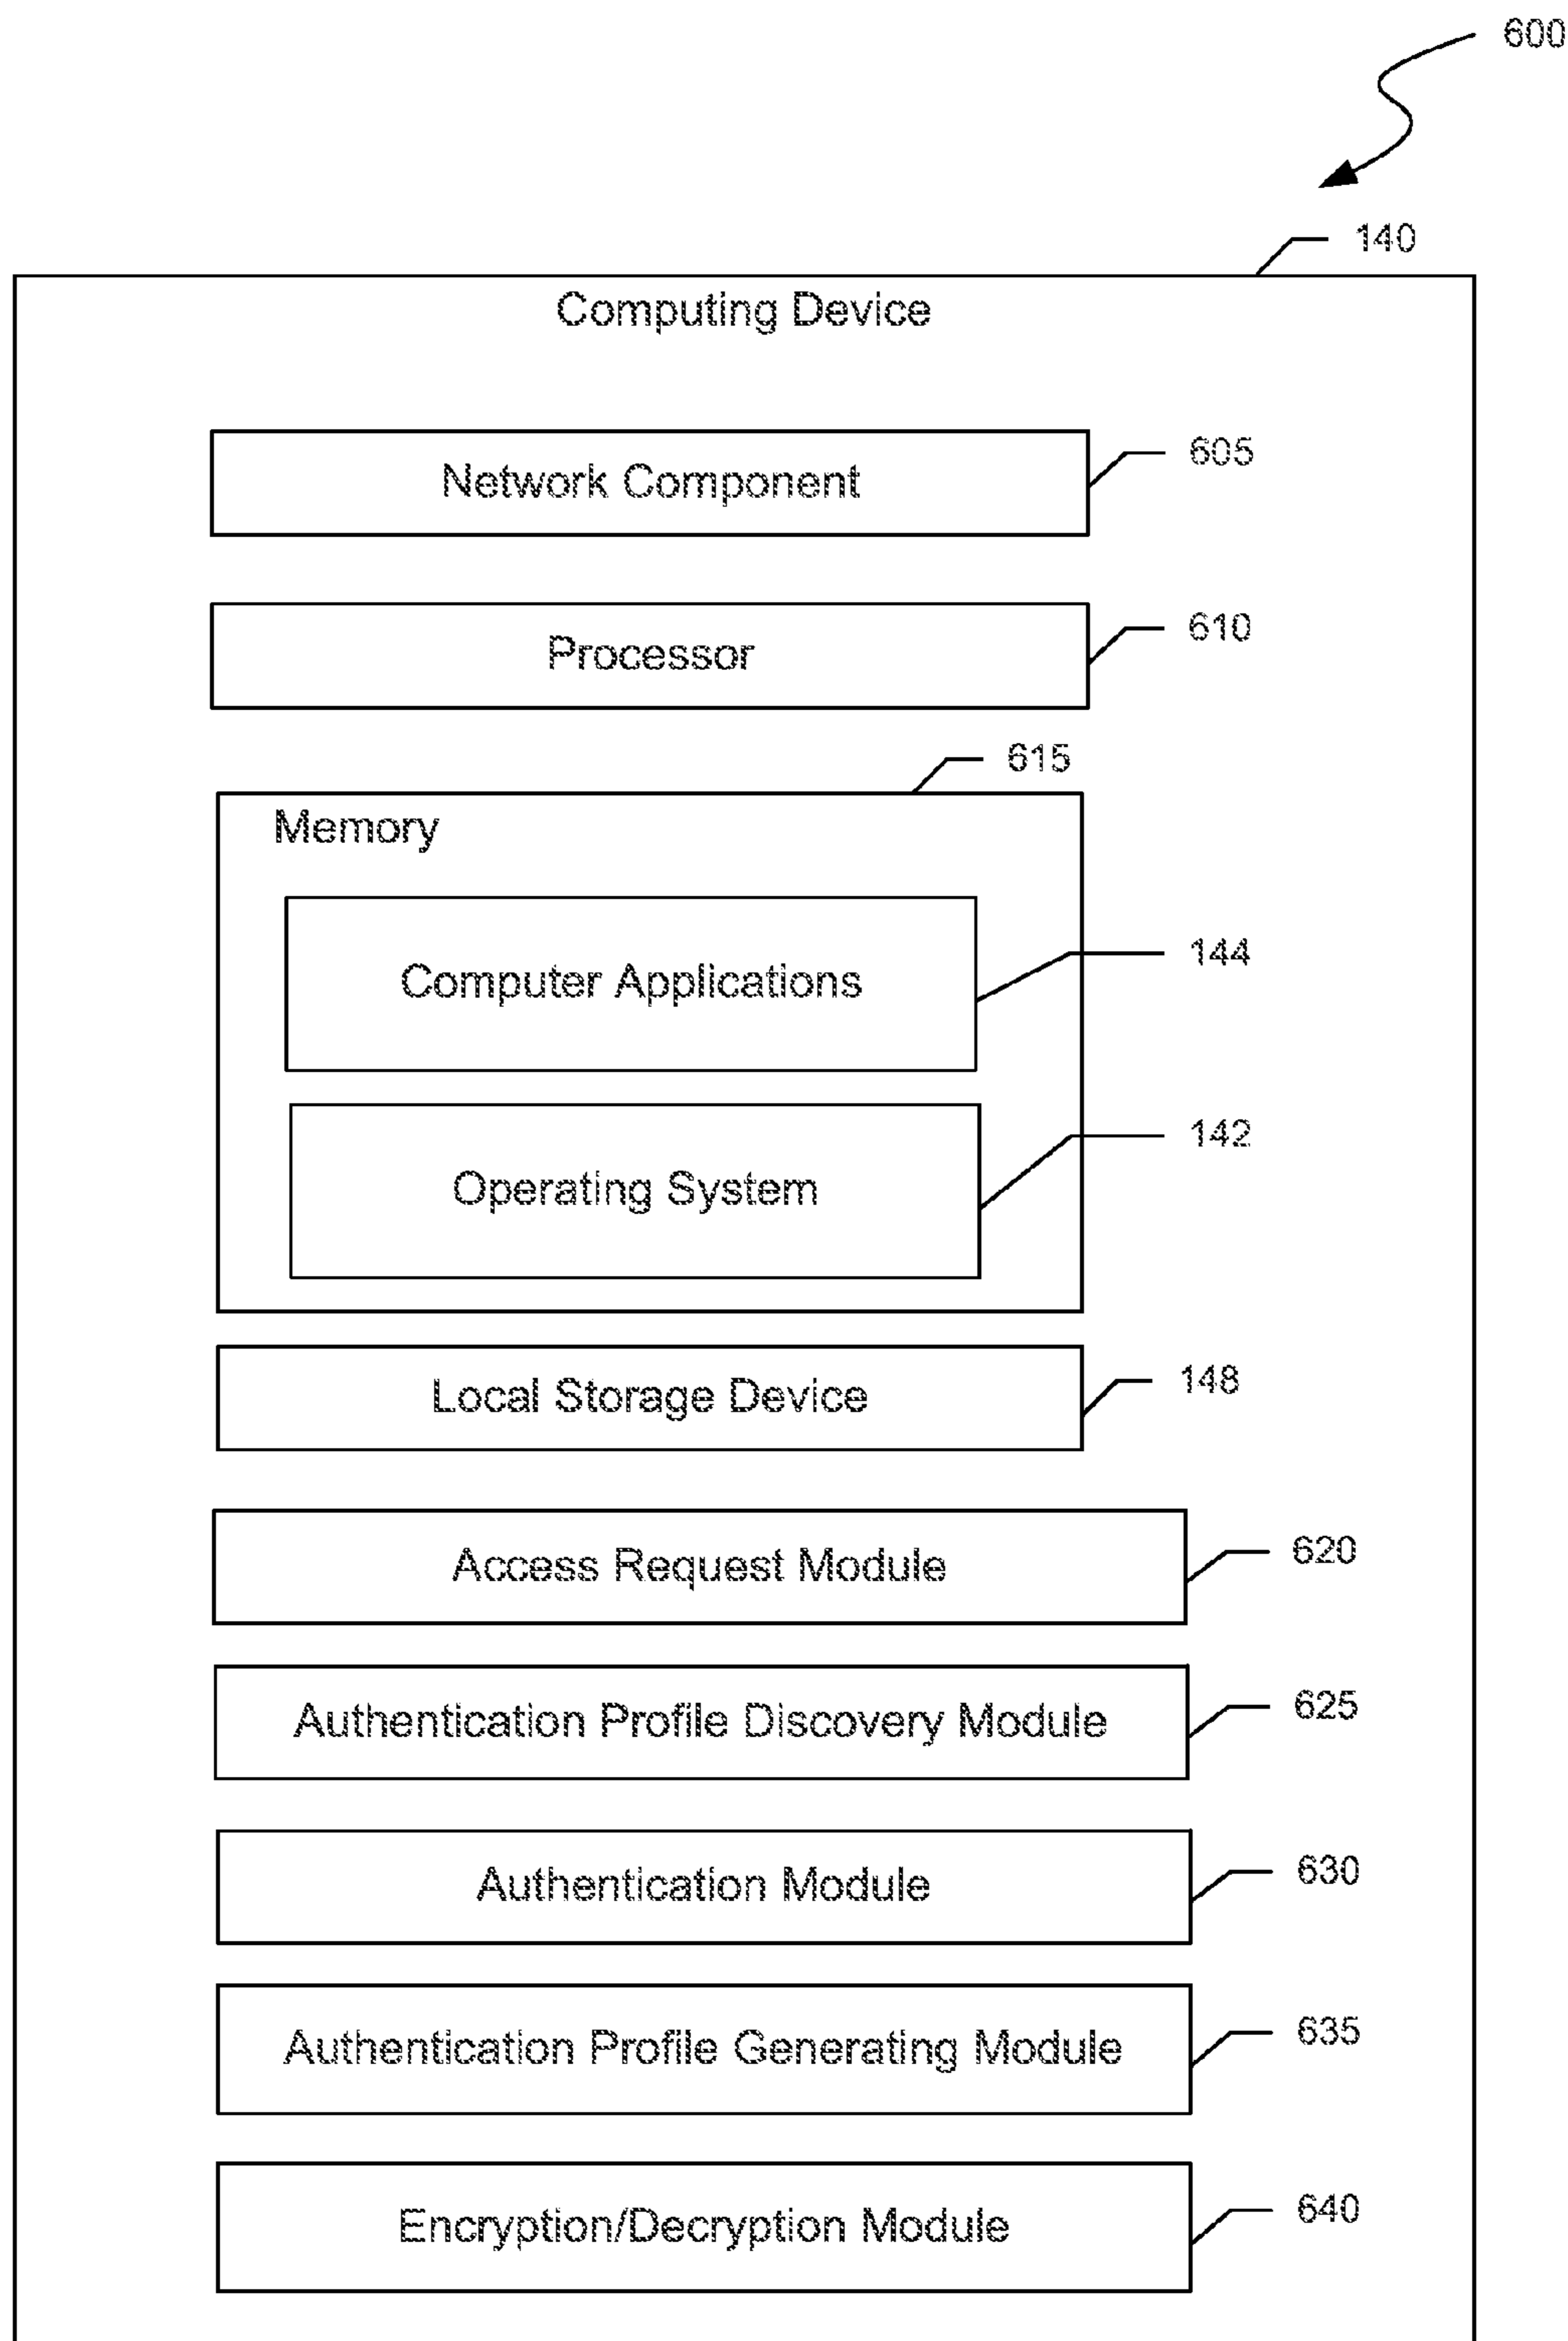 600
140
Computing Device
Network Component
605
Processor
610
615
Memory
Computer Applications
144
Operating System
142
Local Storage Device
148
Access Request Module
620
Authentication Profile Discovery Module
625
Authentication Module
630
Authentication Profile Generating Module
635
Encryption/Decryption Module
640